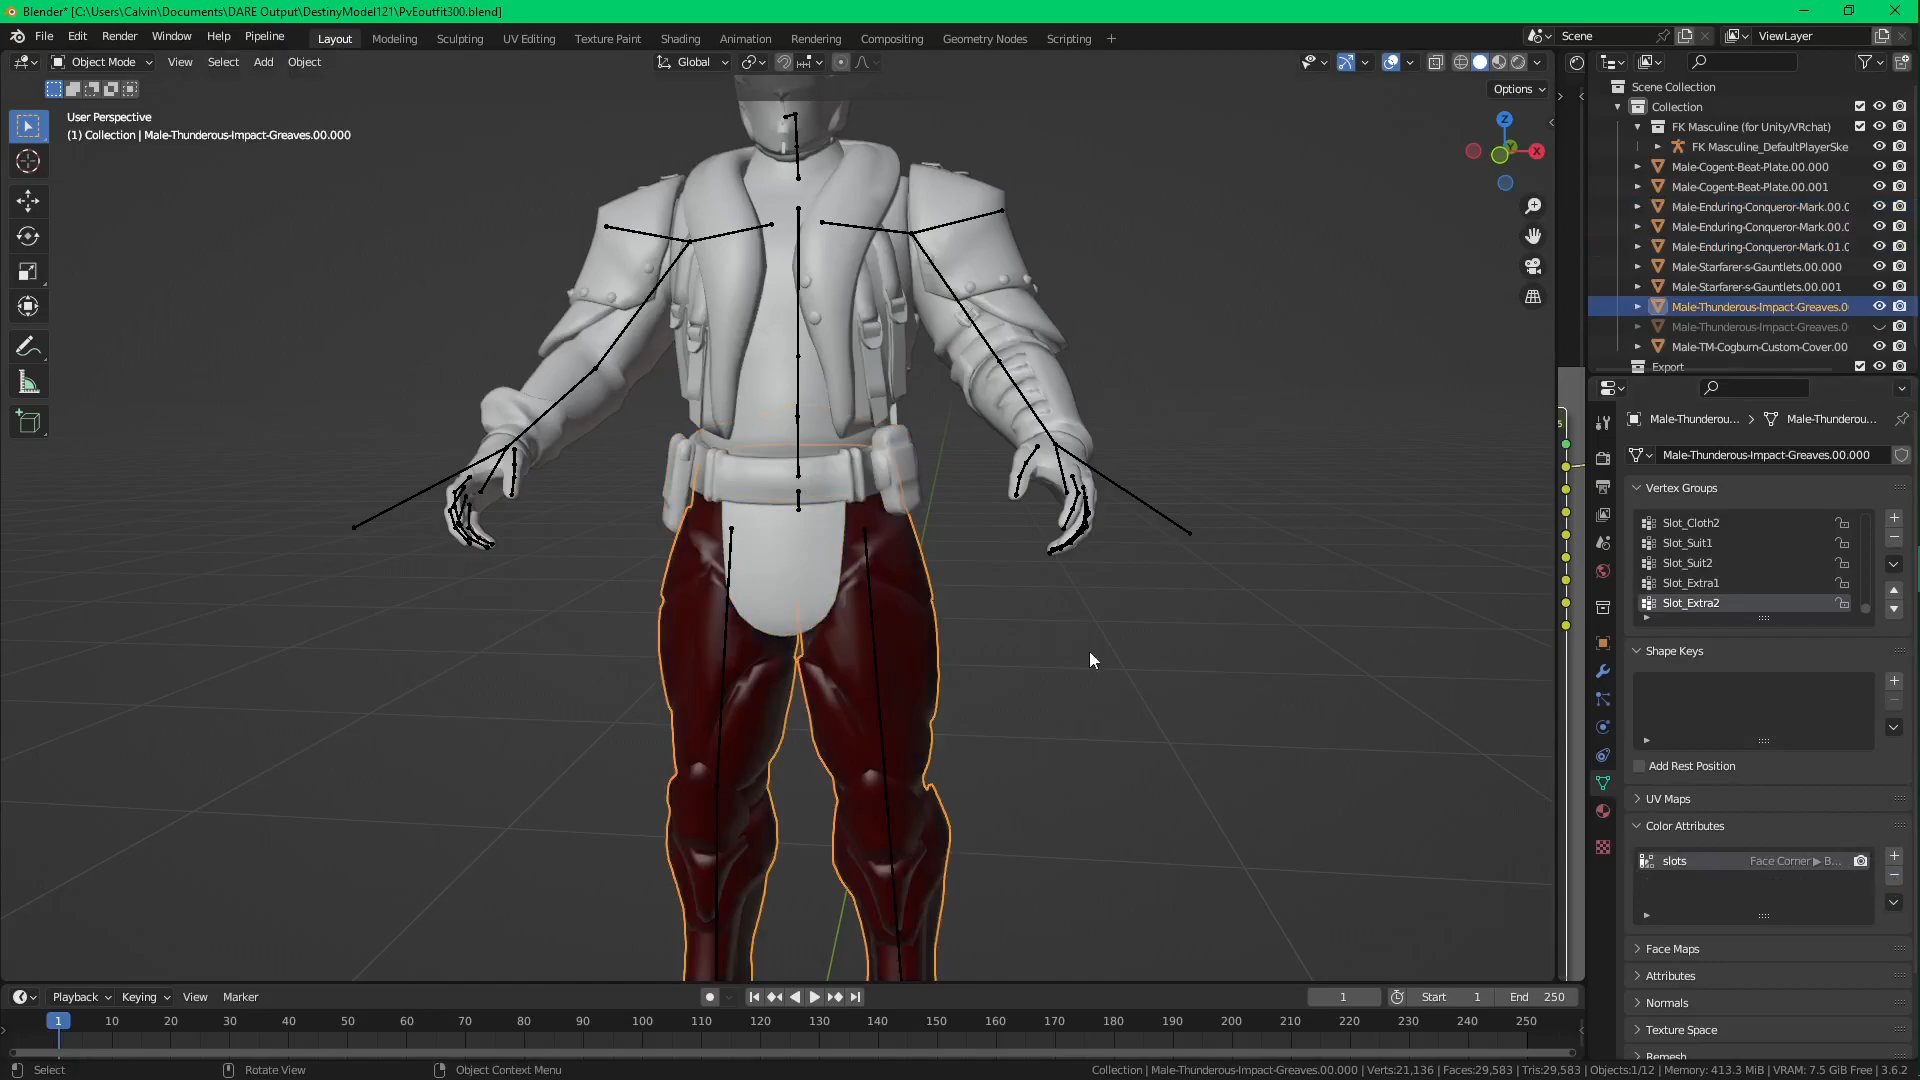 Blender* [C:\Users\Calvin\Documents\DARE Output\DestinyModel121\PvEoutfit300.blend]
File Edit Render Window Help Pipeline
Layout Modeling Sculpting UV Editing Texture Paint Shading Animation Rendering Compositing Geometry Nodes Scripting +
Scene
ViewLayer
Object Mode View Select Add Object
Global
Options
User Perspective
(1) Collection | Male-Thunderous-Impact-Greaves.00.000
Z
X
Y
Scene Collection
Collection
FK Masculine (for Unity/VRchat)
FK Masculine_DefaultPlayerSke
Male-Cogent-Beat-Plate.00.000
Male-Cogent-Beat-Plate.00.001
Male-Enduring-Conqueror-Mark.00.0
Male-Enduring-Conqueror-Mark.00.0
Male-Enduring-Conqueror-Mark.01.0
Male-Starfarer-s-Gauntlets.00.000
Male-Starfarer-s-Gauntlets.00.001
Male-Thunderous-Impact-Greaves.0
Male-Thunderous-Impact-Greaves.0
Male-TM-Cogburn-Custom-Cover.00
Export
Male-Thunderou... > Male-Thunderou...
Male-Thunderous-Impact-Greaves.00.000
Vertex Groups
Slot_Cloth2
Slot_Suit1
Slot_Suit2
Slot_Extra1
Slot_Extra2
Shape Keys
Add Rest Position
UV Maps
Color Attributes
slots Face Corner ▶ B...
Face Maps
Attributes
Normals
Texture Space
Remesh
Playback Keying View Marker
1 Start 1 End 250
1 10 20 30 40 50 60 70 80 90 100 110 120 130 140 150 160 170 180 190 200 210 220 230 240 250
Select Rotate View Object Context Menu
Collection | Male-Thunderous-Impact-Greaves.00.000 | Verts:21,136 | Faces:29,583 | Tris:29,583 | Objects:1/12 | Memory: 413.3 MiB | VRAM: 7.5 GiB Free | 3.6.2